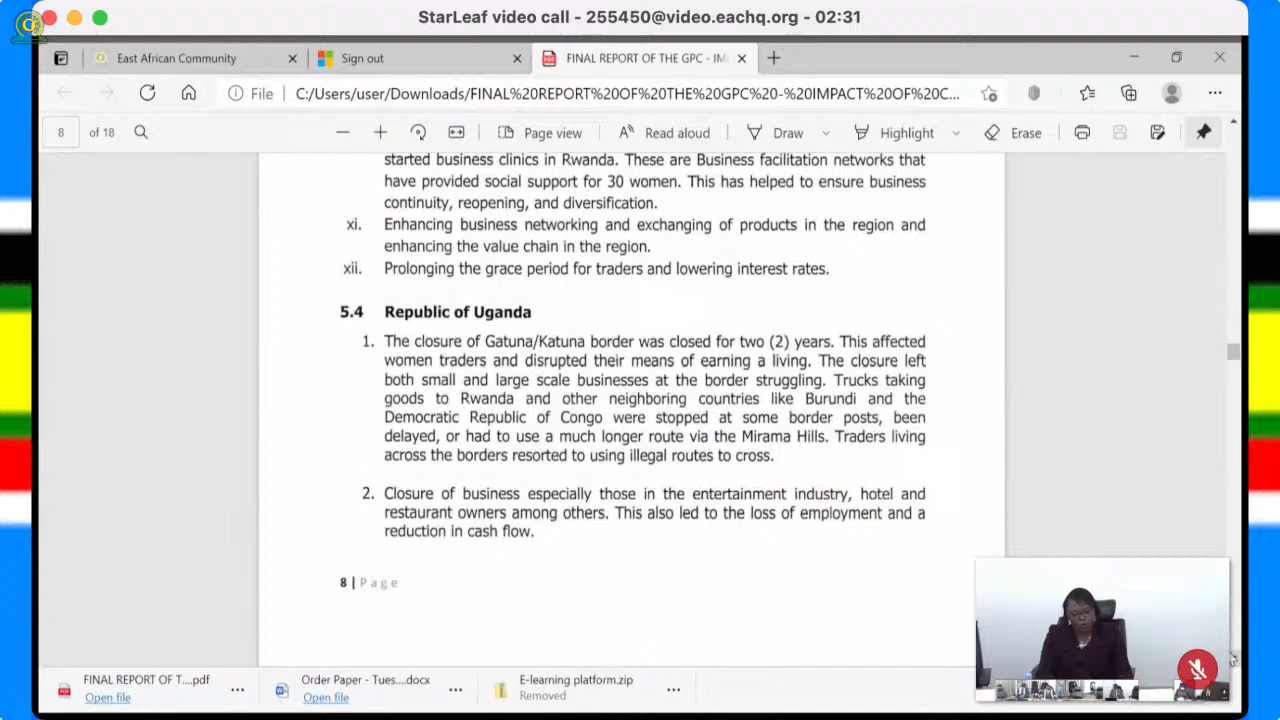 StarLeaf video call - 255450@video.eachq.org - 02:31
East African Community
Sign out
FINAL REPORT OF THE GPC - IM
File
C:/Users/user/Downloads/FINAL%20REPORT%20OF%20THE%20GPC%20-%20IMPACT%20OF%20C...
8 of 18
Page view
Read aloud
Draw
Highlight
Erase
started business clinics in Rwanda. These are Business facilitation networks that
have provided social support for 30 women. This has helped to ensure business
continuity, reopening, and diversification.
xi. Enhancing business networking and exchanging of products in the region and
enhancing the value chain in the region.
xii. Prolonging the grace period for traders and lowering interest rates.
5.4 Republic of Uganda
1. The closure of Gatuna/Katuna border was closed for two (2) years. This affected
women traders and disrupted their means of earning a living. The closure left
both small and large scale businesses at the border struggling. Trucks taking
goods to Rwanda and other neighboring countries like Burundi and the
Democratic Republic of Congo were stopped at some border posts, been
delayed, or had to use a much longer route via the Mirama Hills. Traders living
across the borders resorted to using illegal routes to cross.
2. Closure of business especially those in the entertainment industry, hotel and
restaurant owners among others. This also led to the loss of employment and a
reduction in cash flow.
8 | Page
FINAL REPORT OF T....pdf
Open file
Order Paper - Tues....docx
Open file
E-learning platform.zip
Removed